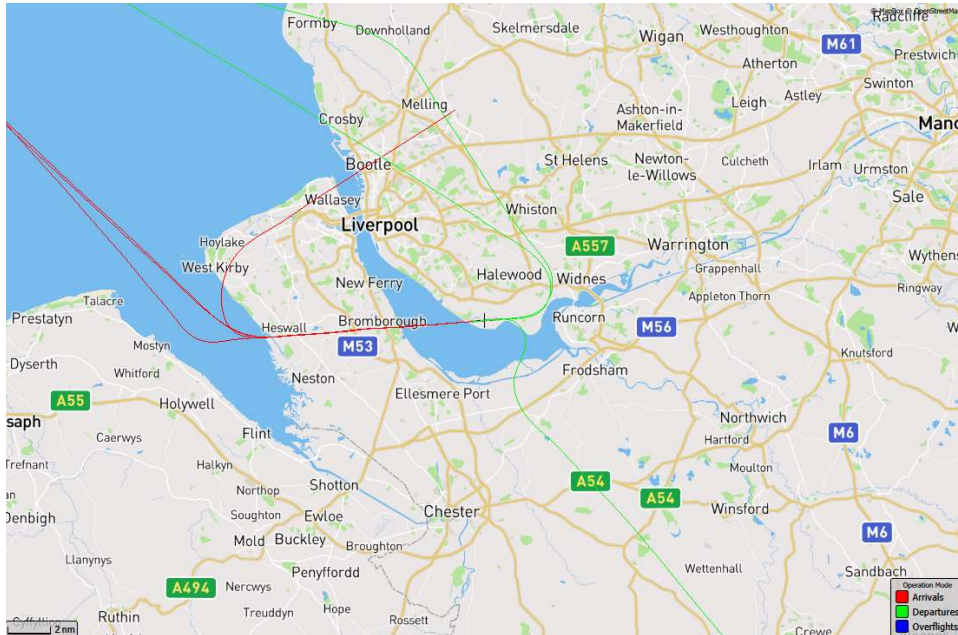 © MapBox © OpenStreetMa
Formby
Downholland
Skelmersdale
Radcliffe
Wigan
Westhoughton
M61
Prestwich
Atherton
Swinton
Melling
Leigh
Astley
Crosby
Ashton-in-
Makerfield
Manc
Bootle
St Helens
Newton-
le-Willows
Culcheth
Irlam
Urmston
Wallasey
Sale
Whiston
Liverpool
Hoylake
A557
Warrington
Wythens
West Kirby
Halewood
Grappenhall
New Ferry
Widnes
Ringway
Talacre
Appleton Thorn
Prestatyn
Heswall
Bromborough
Runcorn
M56
Mostyn
M53
Knutsford
Dyserth
Whitford
Neston
Frodsham
A55
Holywell
Ellesmere Port
saph
Northwich
Flint
Hartford
M6
Caerwys
Trefnant
Halkyn
Moulton
Shotton
A54
Northop
A54
Denbigh
Soughton
Ewloe
Chester
Winsford
M6
Mold
Buckley
Broughton
Llanynys
Wettenhall
Sandbach
Penyffordd
A494
Nercwys
Hope
Ruthin
Treuddyn
Rossett
Crewe
Cyffylliog
2 nm
Operation Mode
Arrivals
Departures
Overflights